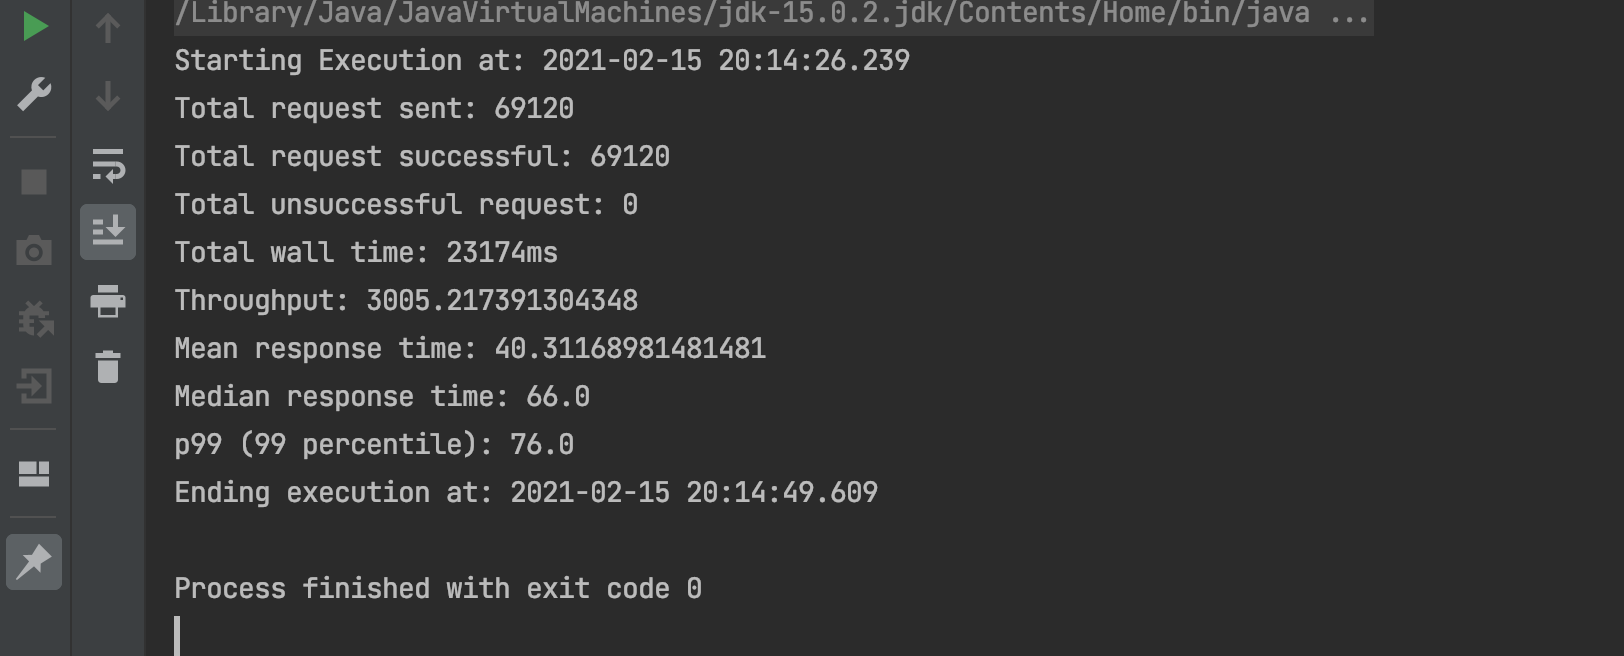 /Library/Java/JavaVirtualMachines/jdk-15.0.2.jdk/Contents/Home/bin/java ...
Starting Execution at: 2021-02-15 20:14:26.239
Total request sent: 69120
Total request successful: 69120
Total unsuccessful request: 0
Total wall time: 23174ms
Throughput: 3005.217391304348
Mean response time: 40.31168981481481
Median response time: 66.0
p99 (99 percentile): 76.0
Ending execution at: 2021-02-15 20:14:49.609
Process finished with exit code 0